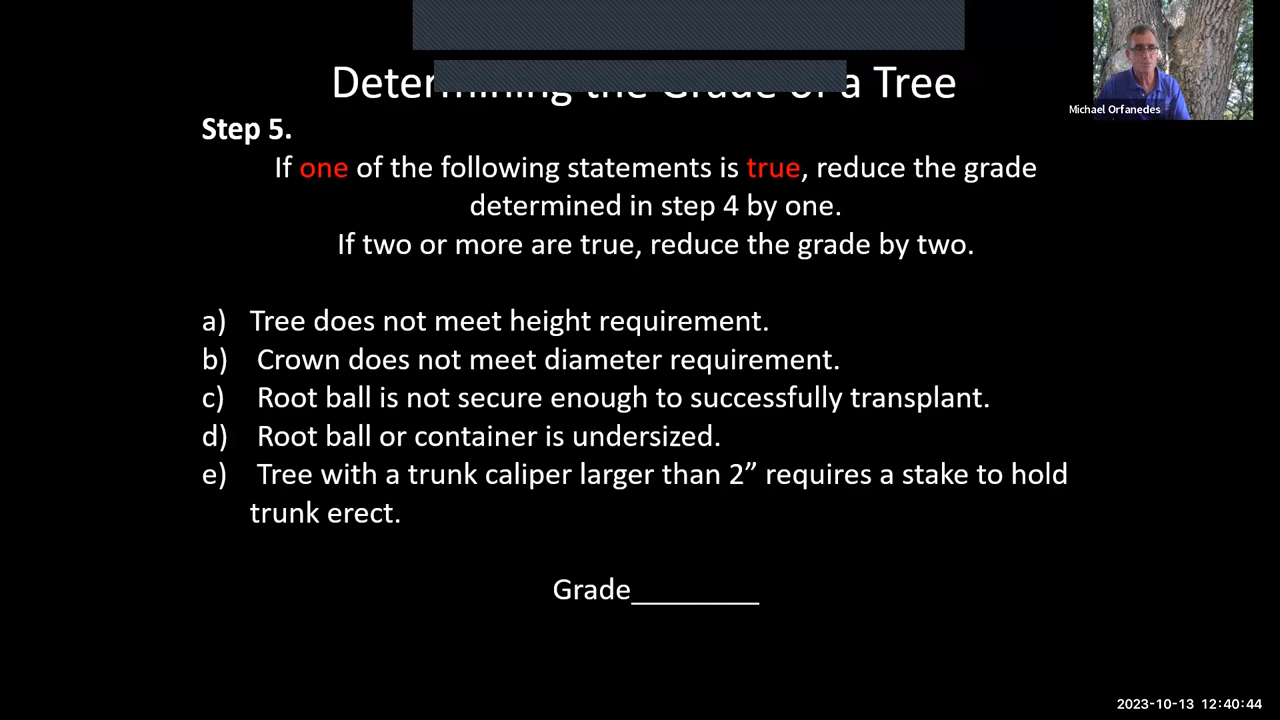 Determining the Grade of a Tree
Michael Orfanedes
Step 5.
If one of the following statements is true, reduce the grade
determined in step 4 by one.
If two or more are true, reduce the grade by two.
a) Tree does not meet height requirement.
b) Crown does not meet diameter requirement.
c) Root ball is not secure enough to successfully transplant.
d) Root ball or container is undersized.
e) Tree with a trunk caliper larger than 2” requires a stake to hold
trunk erect.
Grade_________
2023-10-13 12:40:44